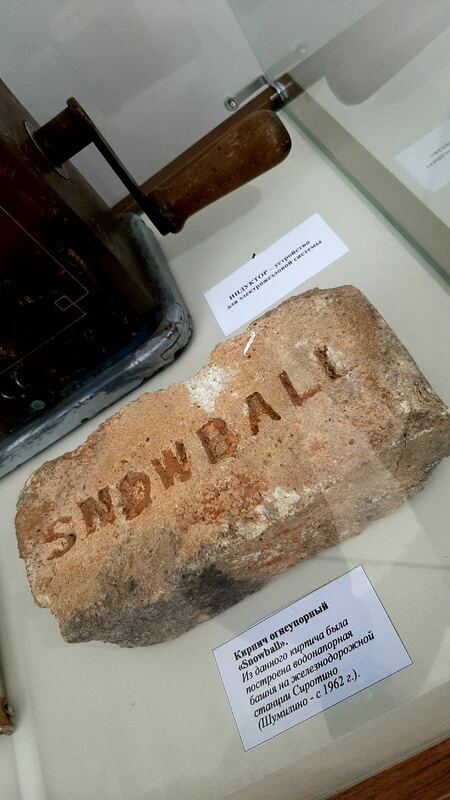 ИНДУКТОР – устройство
для электрожезловой системы
SNOWBALL
Кирпич огнеупорный
«Snowball».
Из данного кирпича была
построена водонапорная
башня на железнодорожной
станции Сиротино
(Шумилино - с 1962 г.).